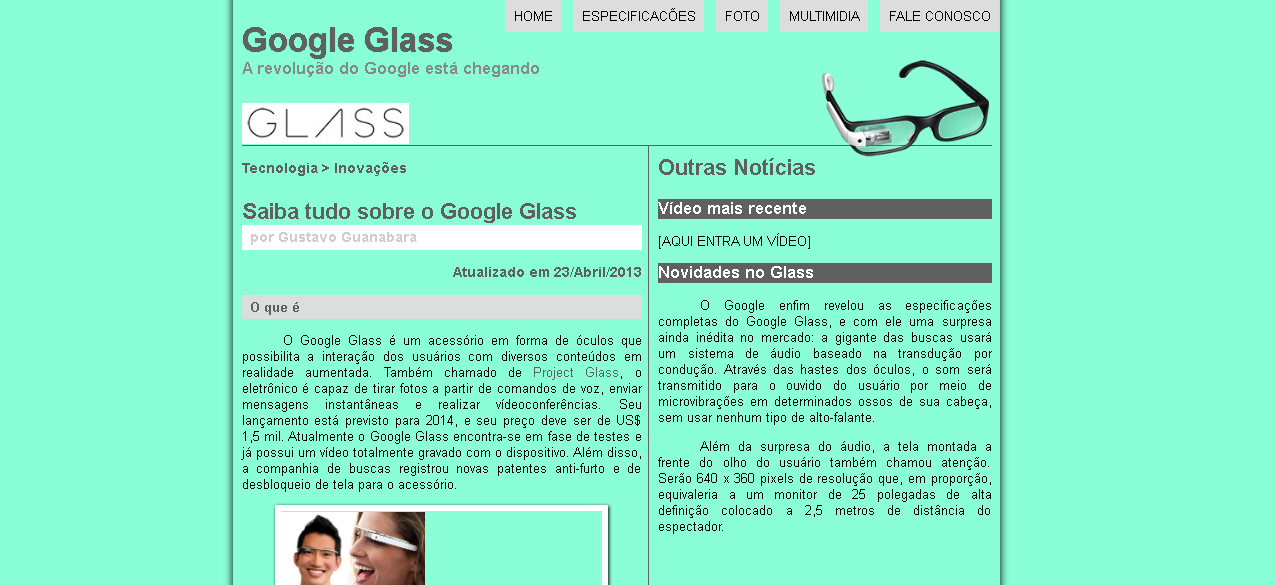 HOME ESPECIFICACÕES FOTO MULTIMIDIA FALE CONOSCO
Google Glass
A revolução do Google está chegando
GLASS
Tecnologia > Inovações
Saiba tudo sobre o Google Glass
por Gustavo Guanabara
Atualizado em 23/Abril/2013
O que é
O Google Glass é um acessório em forma de óculos que
possibilita a interação dos usuários com diversos conteúdos em
realidade aumentada. Também chamado de Project Glass, o
eletrônico é capaz de tirar fotos a partir de comandos de voz, enviar
mensagens instantâneas e realizar vídeoconferências. Seu
lançamento está previsto para 2014, e seu preço deve ser de US$
1,5 mil. Atualmente o Google Glass encontra-se em fase de testes e
já possui um vídeo totalmente gravado com o dispositivo. Além disso,
a companhia de buscas registrou novas patentes anti-furto e de
desbloqueio de tela para o acessório.
Outras Notícias
Vídeo mais recente
[AQUI ENTRA UM VÍDEO]
Novidades no Glass
O Google enfim revelou as especificações
completas do Google Glass, e com ele uma surpresa
ainda inédita no mercado: a gigante das buscas usará
um sistema de áudio baseado na transdução por
condução. Através das hastes dos óculos, o som será
transmitido para o ouvido do usuário por meio de
microvibrações em determinados ossos de sua cabeça,
sem usar nenhum tipo de alto-falante.
Além da surpresa do áudio, a tela montada a
frente do olho do usuário também chamou atenção.
Serão 640 x 360 pixels de resolução que, em proporção,
equivaleria a um monitor de 25 polegadas de alta
definição colocado a 2,5 metros de distância do
espectador.